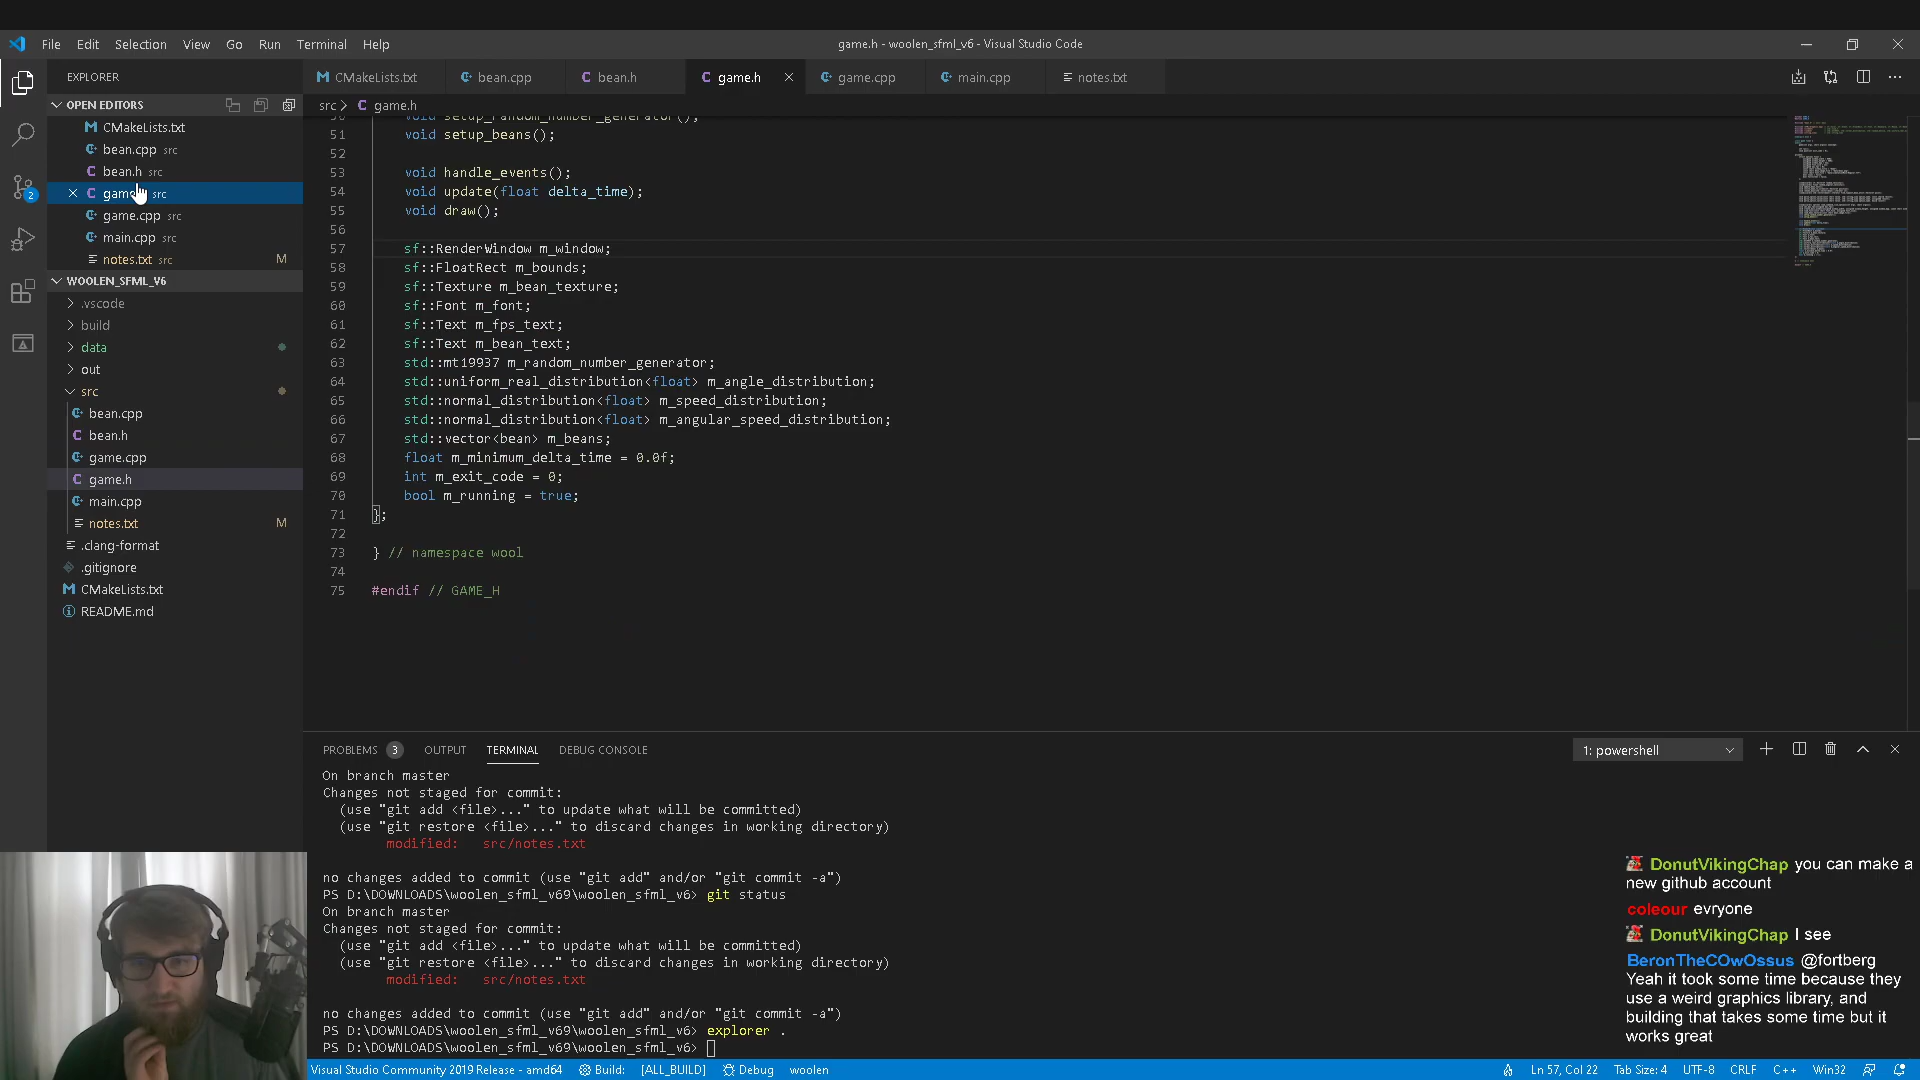 File Edit Selection View Go Run Terminal Help
game.h - woolen_sfml_v6 - Visual Studio Code
EXPLORER
OPEN EDITORS
CMakeLists.txt
bean.cpp src
bean.h src
game src
game.cpp src
main.cpp src
notes.txt src M
WOOLEN_SFML_V6
.vscode
build
data
out
src
bean.cpp
bean.h
game.cpp
game.h
main.cpp
notes.txt M
.clang-format
.gitignore
CMakeLists.txt
README.md
2
CMakeLists.txt bean.cpp bean.h game.h game.cpp main.cpp notes.txt
src > C game.h
50 void setup_random_number_generator();
51 void setup_beans();
52
53 void handle_events();
54 void update(float delta_time);
55 void draw();
56
57 sf::RenderWindow m_window;
58 sf::FloatRect m_bounds;
59 sf::Texture m_bean_texture;
60 sf::Font m_font;
61 sf::Text m_fps_text;
62 sf::Text m_bean_text;
63 std::mt19937 m_random_number_generator;
64 std::uniform_real_distribution<float> m_angle_distribution;
65 std::normal_distribution<float> m_speed_distribution;
66 std::normal_distribution<float> m_angular_speed_distribution;
67 std::vector<bean> m_beans;
68 float m_minimum_delta_time = 0.0f;
69 int m_exit_code = 0;
70 bool m_running = true;
71 };
72
73 } // namespace wool
74
75 #endif // GAME_H
PROBLEMS 3 OUTPUT TERMINAL DEBUG CONSOLE
1: powershell
On branch master
Changes not staged for commit:
(use "git add <file>..." to update what will be committed)
(use "git restore <file>..." to discard changes in working directory)
modified: src/notes.txt
no changes added to commit (use "git add" and/or "git commit -a")
PS D:\DOWNLOADS\woolen_sfml_v69\woolen_sfml_v6> git status
On branch master
Changes not staged for commit:
(use "git add <file>..." to update what will be committed)
(use "git restore <file>..." to discard changes in working directory)
modified: src/notes.txt
no changes added to commit (use "git add" and/or "git commit -a")
PS D:\DOWNLOADS\woolen_sfml_v69\woolen_sfml_v6> explorer .
PS D:\DOWNLOADS\woolen_sfml_v69\woolen_sfml_v6>
DonutVikingChap you can make a
new github account
coleour evryone
DonutVikingChap I see
BeronTheCOwOssus @fortberg
Yeah it took some time because they
use a weird graphics library, and
building that takes some time but it
works great
Visual Studio Community 2019 Release - amd64 Build: [ALL_BUILD] Debug woolen
Ln 57, Col 22 Tab Size: 4 UTF-8 CRLF C++ Win32